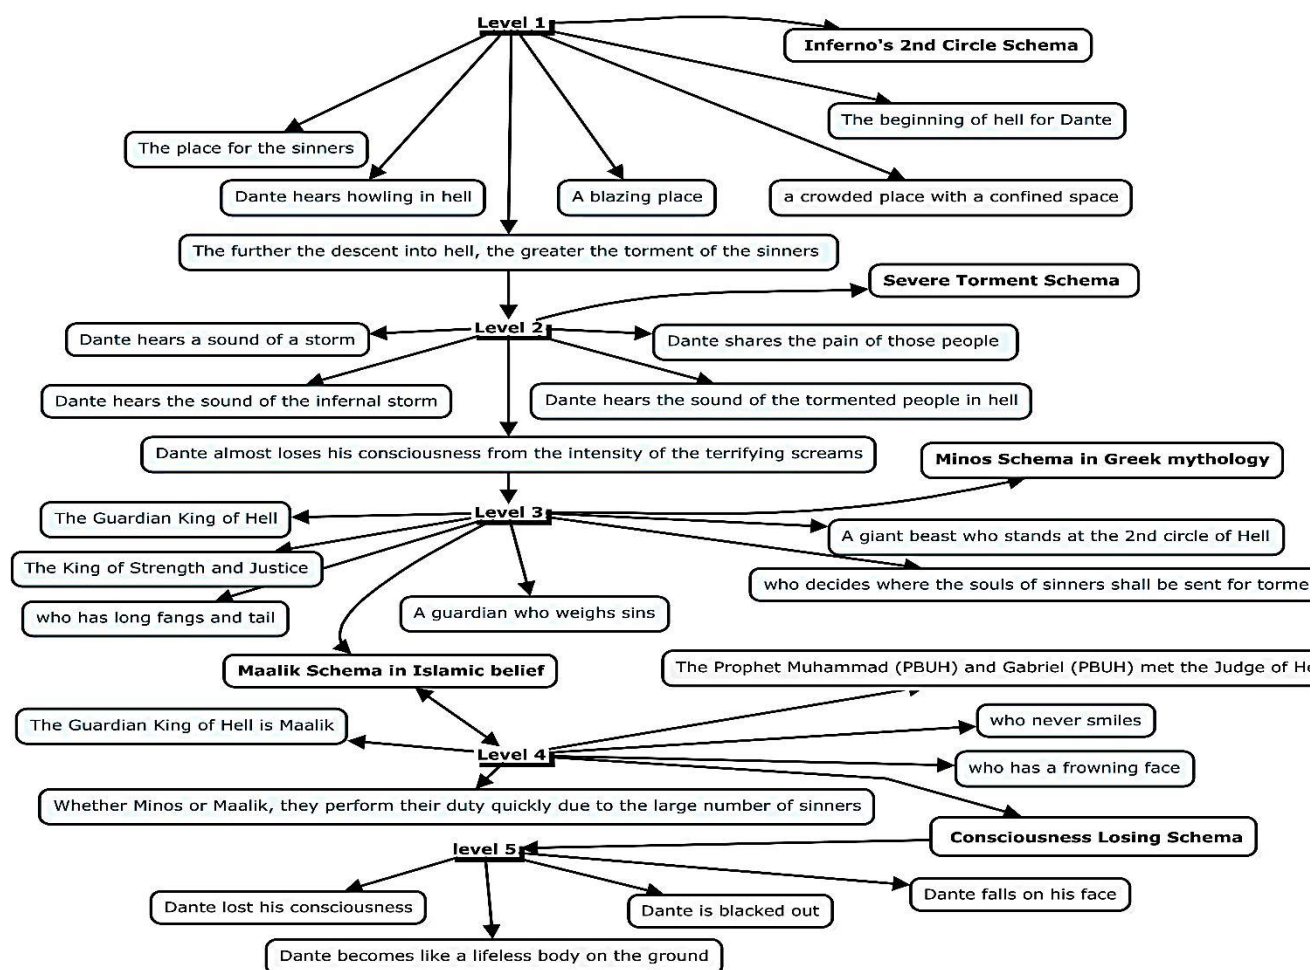 Level 1
Inferno's 2nd Circle Schema
The beginning of hell for Dante
The place for the sinners
Dante hears howling in hell
A blazing place
a crowded place with a confined space
The further the descent into hell, the greater the torment of the sinners
Severe Torment Schema
Level 2
Dante hears a sound of a storm
Dante shares the pain of those people
Dante hears the sound of the infernal storm
Dante hears the sound of the tormented people in hell
Dante almost loses his consciousness from the intensity of the terrifying screams
Minos Schema in Greek mythology
Level 3
The Guardian King of Hell
A giant beast who stands at the 2nd circle of Hell
The King of Strength and Justice
who decides where the souls of sinners shall be sent for
who has long fangs and tail
A guardian who weighs sins
Maalik Schema in Islamic belief
The Prophet Muhammad (PBUH) and Gabriel (PBUH) met the Judge of
The Guardian King of Hell is Maalik
who never smiles
Level 4
who has a frowning face
Whether Minos or Maalik, they perform their duty quickly due to the large number of sinners
Consciousness Losing Schema
level 5
Dante lost his consciousness
Dante is blacked out
Dante falls on his face
Dante becomes like a lifeless body on the ground